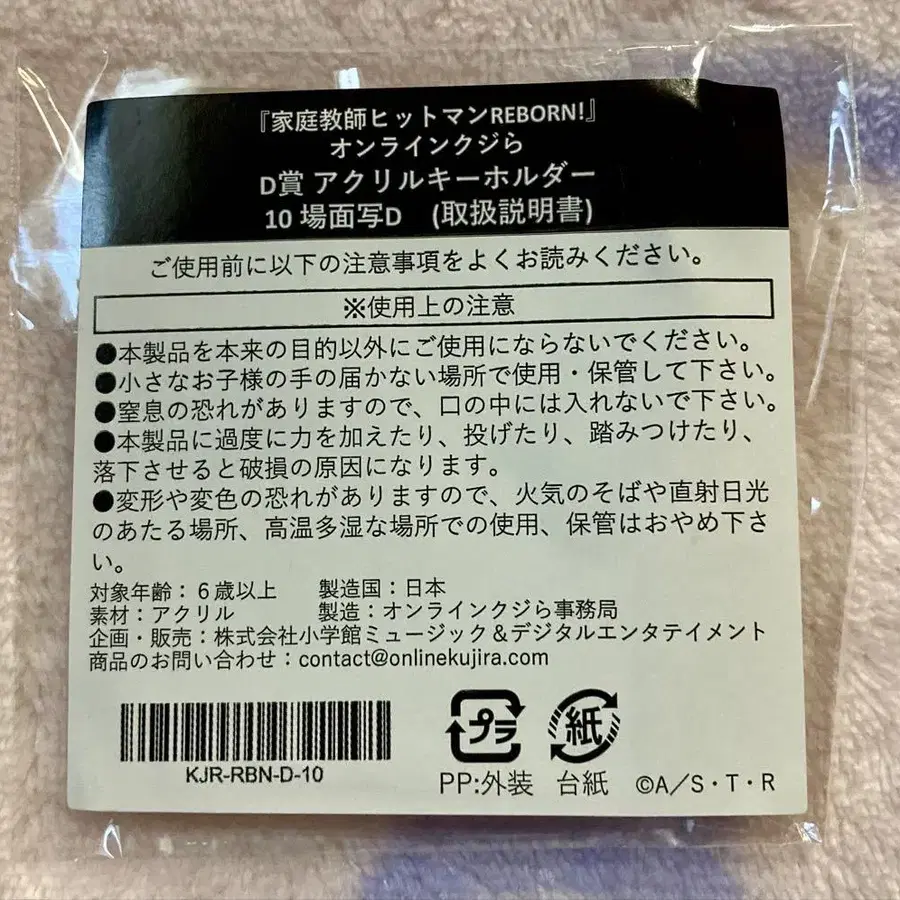 『家庭教師ヒットマンREBORN!』
オンラインクジら
D賞 アクリルキーホルダー
10 場面写D (取扱説明書)
ご使用前に以下の注意事項をよくお読みください。
※使用上の注意
●本製品を本来の目的以外にご使用にならないでください。
●小さなお子様の手の届かない場所で使用・保管して下さい。
●窒息の恐れがありますので、口の中には入れないで下さい。
●本製品に過度に力を加えたり、投げたり、踏みつけたり、
落下させると破損の原因になります。
●変形や変色の恐れがありますので、火気のそばや直射日光
のあたる場所、高温多湿な場所での使用、保管はおやめ下さ
い。
対象年齢：６歳以上 製造国：日本
素材：アクリル 製造：オンラインクジら事務局
企画・販売：株式会社小学館ミュージック＆デジタルエンタテイメント
商品のお問い合わせ：contact@onlinekujira.com
KJR-RBN-D-10
プラ 紙
PP:外装 台紙 ©A／S・T・R